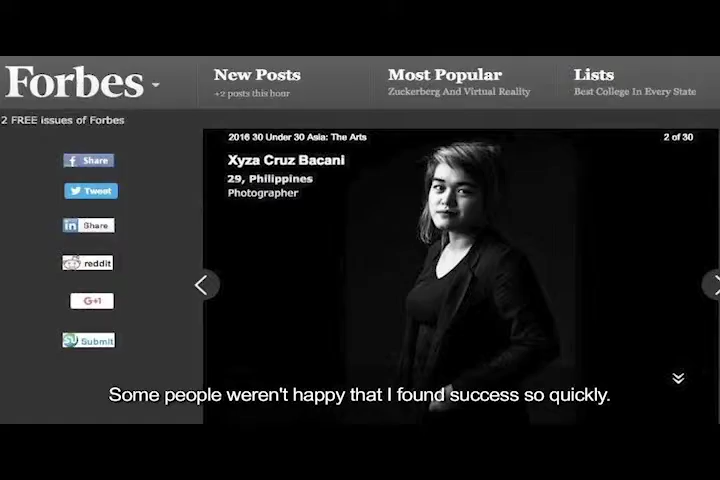 Forbes
New Posts
+2 posts this hour
Most Popular
Zuckerberg And Virtual Reality
Lists
Best College In Every State
2 FREE issues of Forbes
f Share
Tweet
in Share
reddit
G+1
Submit
2016 30 Under 30 Asia: The Arts
2 of 30
Xyza Cruz Bacani
29, Philippines
Photographer
Some people weren't happy that I found success so quickly.